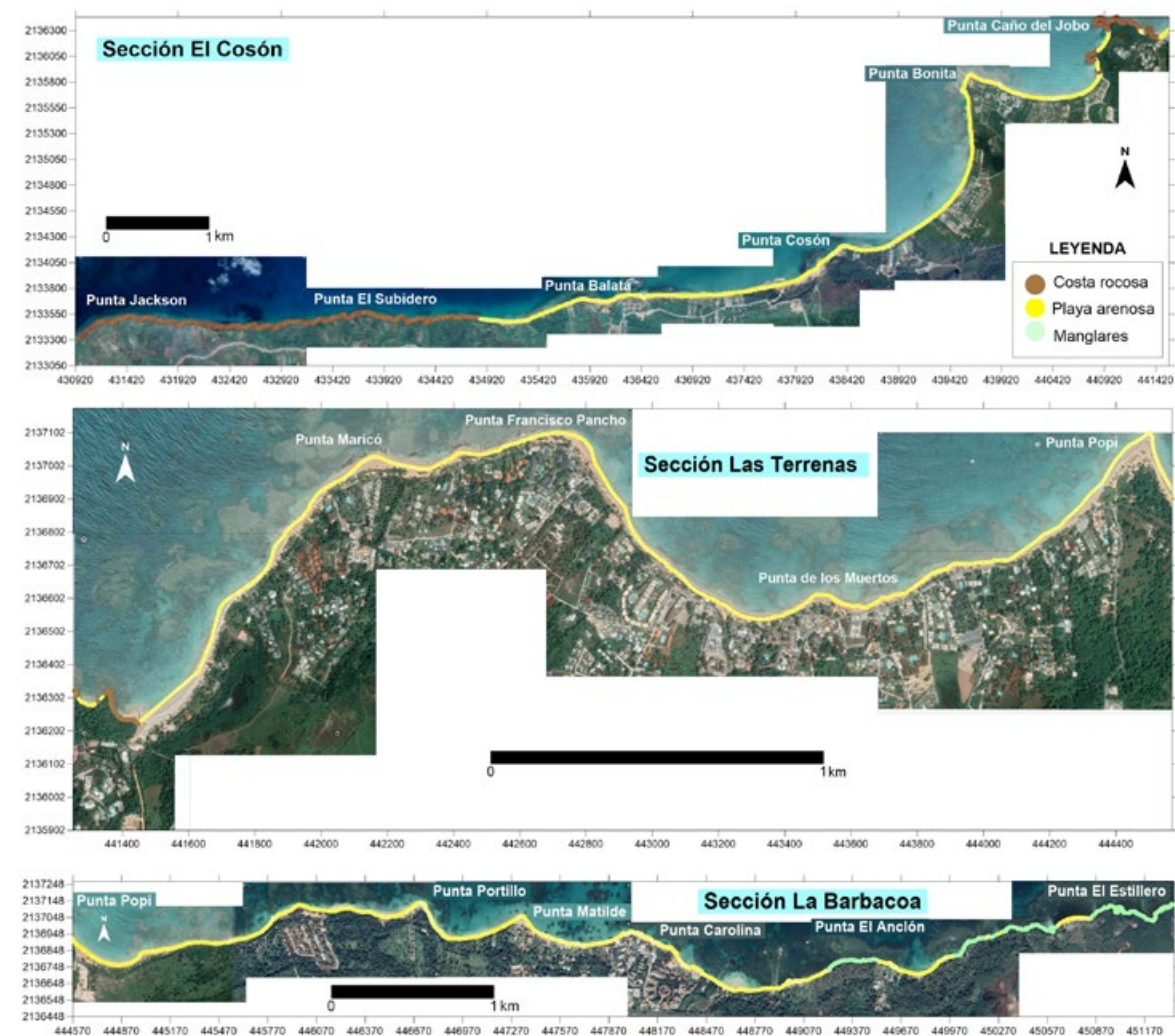 Sección El Cosón
Punta Caño del Jobo
Punta Bonita
N
0 1 km
Punta Cosón
LEYENDA
Costa rocosa
Playa arenosa
Manglares
Punta Balata
Punta Jackson
Punta El Subidero
2136300
2136050
2135800
2135550
2135300
2135050
2134800
2134550
2134300
2134050
2133800
2133550
2133300
2133050
430920 431420 431920 432420 432920 433420 433920 434420 434920 435420 435920 436420 436920 437420 437920 438420 438920 439420 439920 440420 440920 441420
Punta Francisco Pancho
Punta Maricó
N
Sección Las Terrenas
Punta Popi
Punta de los Muertos
0 1 km
2137102
2137002
2136902
2136802
2136702
2136602
2136502
2136402
2136302
2136202
2136102
2136002
2135902
441400 441600 441800 442000 442200 442400 442600 442800 443000 443200 443400 443600 443800 444000 444200 444400
Punta Popi
N
Punta Portillo
Punta Matilde
Sección La Barbacoa
Punta Carolina
Punta El Anclón
Punta El Estillero
0 1 km
2137248
2137148
2137048
2136948
2136848
2136748
2136648
2136548
2136448
444570 444870 445170 445470 445770 446070 446370 446670 446970 447270 447570 447870 448170 448470 448770 449070 449370 449670 449970 450270 450570 450870 451170